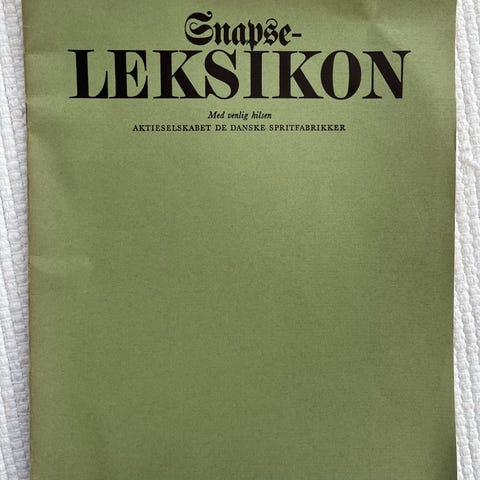 Snapse-
LEKSIKON
Med venlig hilsen
AKTIESELSKABET DE DANSKE SPRITFABRIKKER